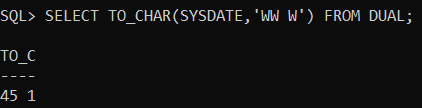 SQL> SELECT TO_CHAR(SYSDATE,'WW W') FROM DUAL;
TO_C
----
45 1